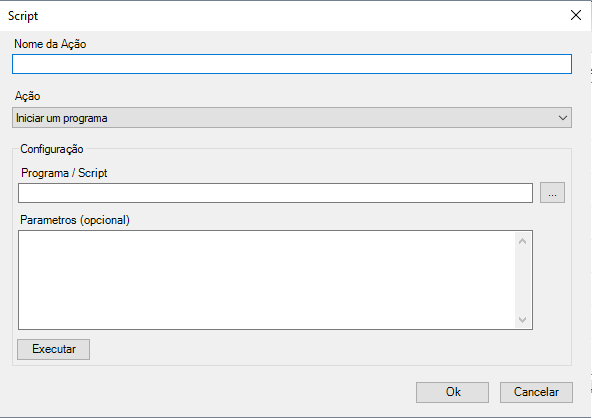 Script
Nome da Ação
Ação
Iniciar um programa
Configuração
Programa / Script
...
Parametros (opcional)
Executar
Ok
Cancelar